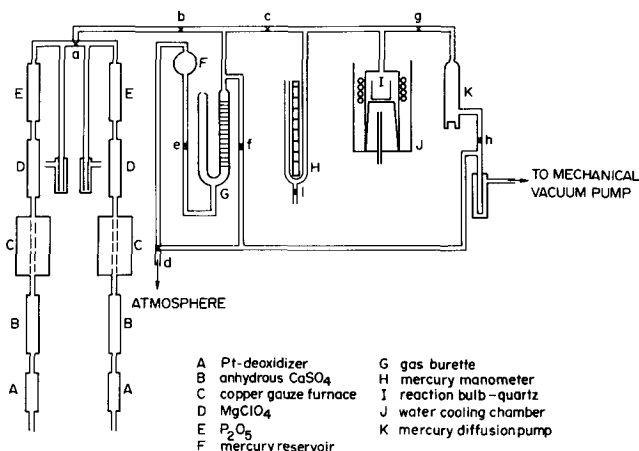 b c g
a
F
I
E E
K
e f
h
D D
H
J
G
l
TO MECHANICAL
VACUUM PUMP
C C
d
ATMOSPHERE
B B
A A
A Pt-deoxidizer
B anhydrous CaSO4
C copper gauze furnace
D MgClO4
E P2O5
F mercury reservoir
G gas burette
H mercury manometer
I reaction bulb-quartz
J water cooling chamber
K mercury diffusion pump